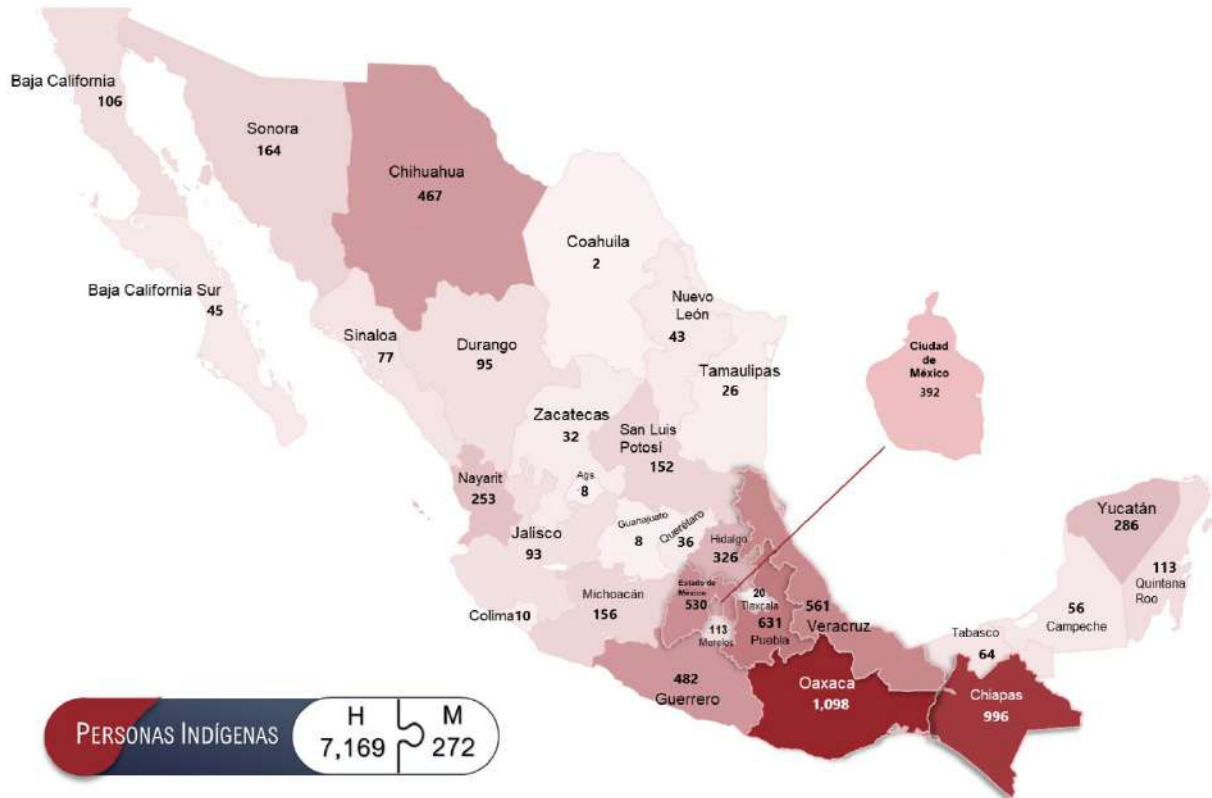 Baja California
106
Sonora
164
Chihuahua
467
Coahuila
2
Baja California Sur
45
Nuevo
León
43
Sinaloa
77
Durango
95
Tamaulipas
26
Ciudad
de
México
392
Zacatecas
32
San Luis
Potosí
152
Nayarit
253
Ags
8
Jalisco
93
Guanajuato
8
Querétaro
36
Hidalgo
326
Yucatán
286
113
Quintana
Roo
Colima 10
Michoacán
156
Estado de
México
530
20
Tlaxcala
113
Morelos
631
Puebla
561
Veracruz
56
Campeche
Tabasco
64
482
Guerrero
Oaxaca
1,098
Chiapas
996
PERSONAS INDÍGENAS
H
7,169
M
272